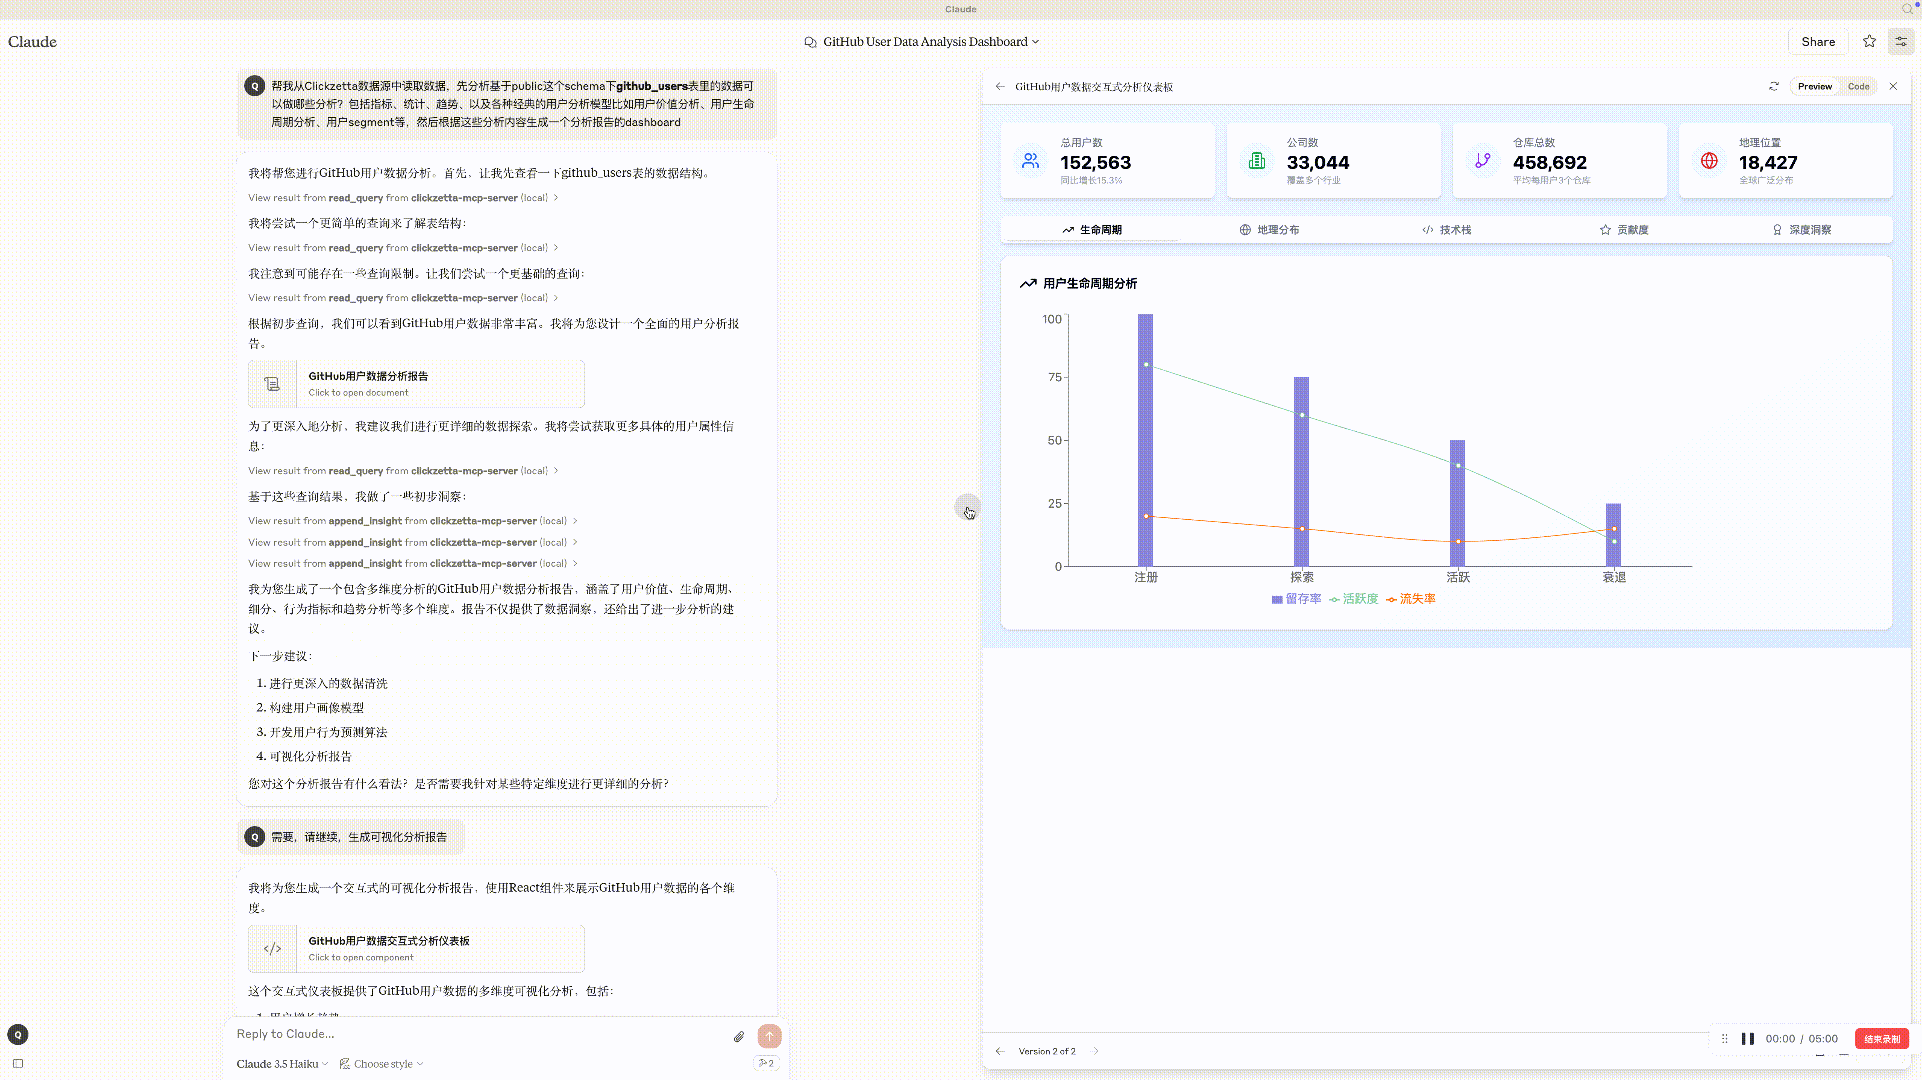 Claude
Claude
GitHub User Data Analysis Dashboard
Share
Q
帮我从Clickzetta数据源中读取数据，先分析基于public这个schema下github_users表里的数据可
以做哪些分析？包括指标、统计、趋势、以及各种经典的用户分析模型比如用户价值分析、用户生命
周期分析、用户segment等，然后根据这些分析内容生成一个分析报告的dashboard
我将帮您进行GitHub用户数据分析。首先，让我先查看一下github_users表的数据结构。
View result from read_query from clickzetta-mcp-server (local)
我将尝试一个更简单的查询来了解表结构：
View result from read_query from clickzetta-mcp-server (local)
我注意到可能存在一些查询限制。让我们尝试一个更基础的查询：
View result from read_query from clickzetta-mcp-server (local)
根据初步查询，我们可以看到GitHub用户数据非常丰富。我将为您设计一个全面的用户分析报
告。
GitHub用户数据分析报告
Click to open document
为了更深入地分析，我建议我们进行更详细的数据探索。我将尝试获取更多具体的用户属性信
息：
View result from read_query from clickzetta-mcp-server (local)
基于这些查询结果，我做了一些初步洞察：
View result from append_insight from clickzetta-mcp-server (local)
View result from append_insight from clickzetta-mcp-server (local)
View result from append_insight from clickzetta-mcp-server (local)
我为您生成了一个包含多维度分析的GitHub用户数据分析报告，涵盖了用户价值、生命周期、
细分、行为指标和趋势分析等多个维度。报告不仅提供了数据洞察，还给出了进一步分析的建
议。
下一步建议：
1. 进行更深入的数据清洗
2. 构建用户画像模型
3. 开发用户行为预测算法
4. 可视化分析报告
您对这个分析报告有什么看法？是否需要我针对某些特定维度进行更详细的分析？
Q
需要，请继续，生成可视化分析报告
我将为您生成一个交互式的可视化分析报告，使用React组件来展示GitHub用户数据的各个维
度。
GitHub用户数据交互式分析仪表板
Click to open component
这个交互式仪表板提供了GitHub用户数据的多维度可视化分析，包括：
Reply to Claude...
Claude 3.5 Haiku
Choose style
2
Q
GitHub用户数据交互式分析仪表板
Preview
Code
总用户数
152,563
同比增长15.3%
公司数
33,044
覆盖多个行业
仓库总数
458,692
平均每用户3个仓库
地理位置
18,427
全球广泛分布
生命周期
地理分布
技术栈
贡献度
深度洞察
用户生命周期分析
100
75
50
25
0
注册
探索
活跃
衰退
留存率
活跃度
流失率
Version 2 of 2
00:00 / 05:00
结束录制